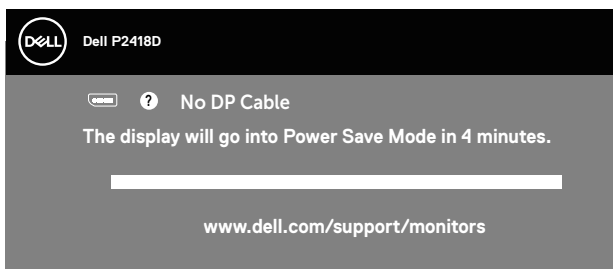 DELL
Dell P2418D
? No DP Cable
The display will go into Power Save Mode in 4 minutes.
www.dell.com/support/monitors